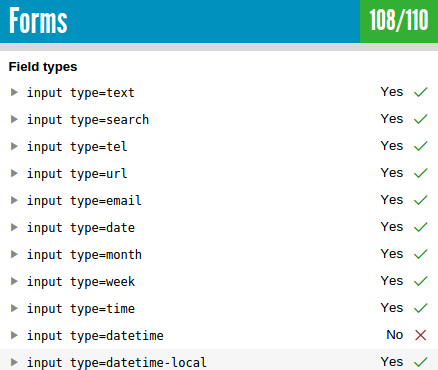 Forms 108/110
Field types
input type=text Yes
input type=search Yes
input type=tel Yes
input type=url Yes
input type=email Yes
input type=date Yes
input type=month Yes
input type=week Yes
input type=time Yes
input type=datetime No
input type=datetime-local Yes